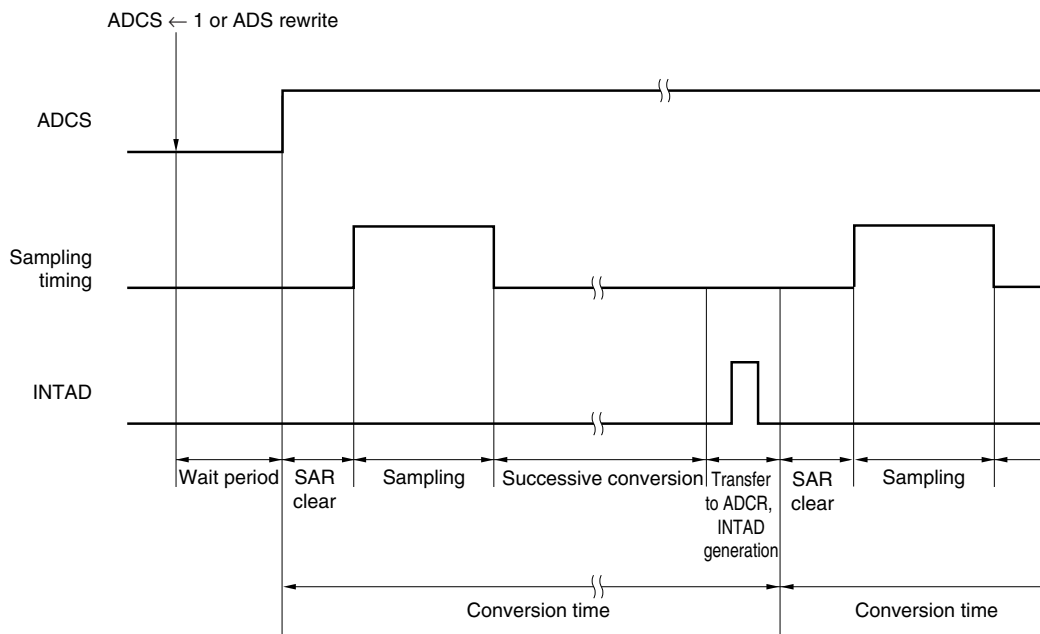 ADCS ← 1 or ADS rewrite
ADCS
Sampling
timing
INTAD
Wait period
SAR
clear
Sampling
Successive conversion
Transfer
to ADCR,
INTAD
generation
SAR
clear
Sampling
Conversion time
Conversion time